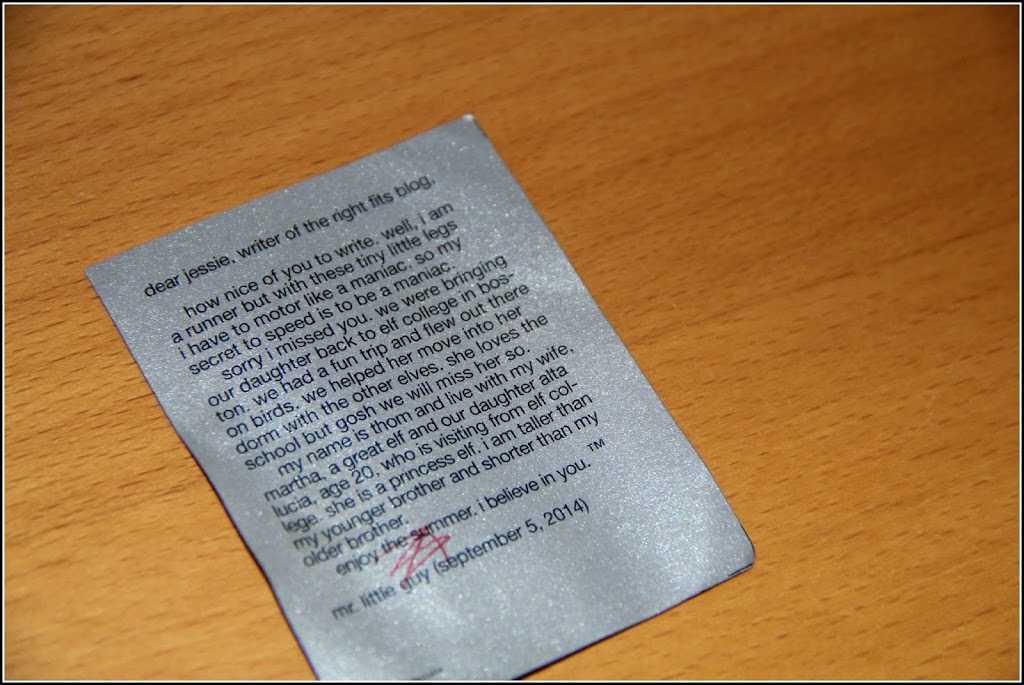 dear jessie, writer of the right fits blog,
how nice of you to write. well, i am
a runner but with these tiny little legs
i have to motor like a maniac. so my
secret to speed is to be a maniac..
sorry i missed you. we were bringing
our daughter back to elf college in bos-
ton. we had a fun trip and flew out there
on birds. we helped her move into her
dorm with the other elves. she loves the
school but gosh we will miss her so.
my name is thom and live with my wife,
martha, a great elf and our daughter alta
lucia, age 20, who is visiting from elf col-
lege. she is a princess elf. i am taller than
my younger brother and shorter than my
older brother.
enjoy the summer. i believe in you.™
mr. little guy (september 5, 2014)